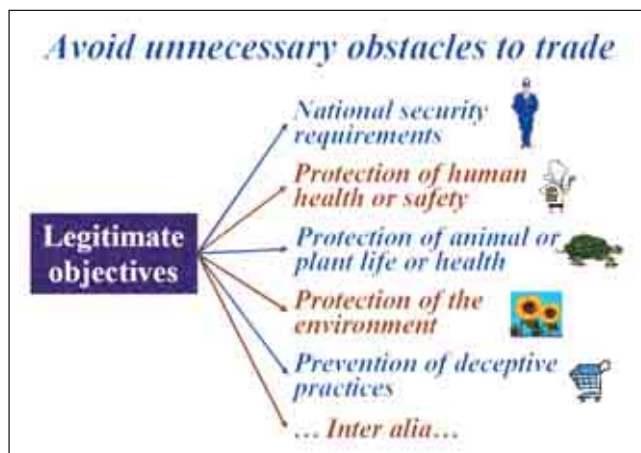 Avoid unnecessary obstacles to trade
National security
requirements
Protection of human
health or safety
Legitimate
objectives
Protection of animal or
plant life or health
Protection of the
environment
Prevention of deceptive
practices
... Inter alia...